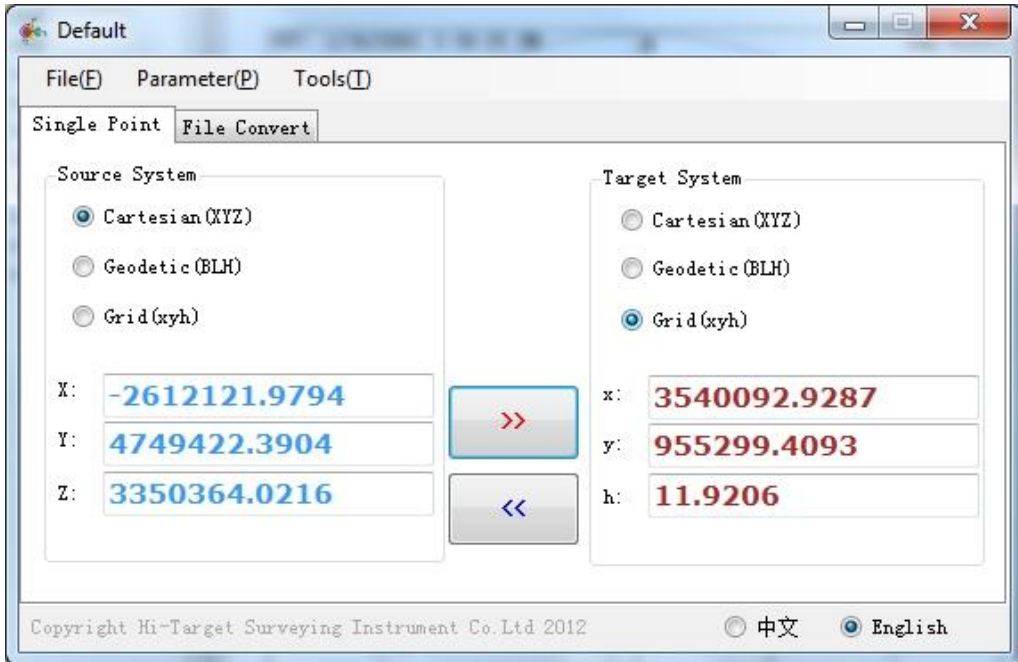 Default
File(F) Parameter(P) Tools(T)
Single Point File Convert
Source System
Cartesian(XYZ)
Geodetic(BLH)
Grid(xyh)
X: -2612121.9794
Y: 4749422.3904
Z: 3350364.0216
>>
<<
Target System
Cartesian(XYZ)
Geodetic(BLH)
Grid(xyh)
x: 3540092.9287
y: 955299.4093
h: 11.9206
Copyright Hi-Target Surveying Instrument Co.Ltd 2012
中文 English